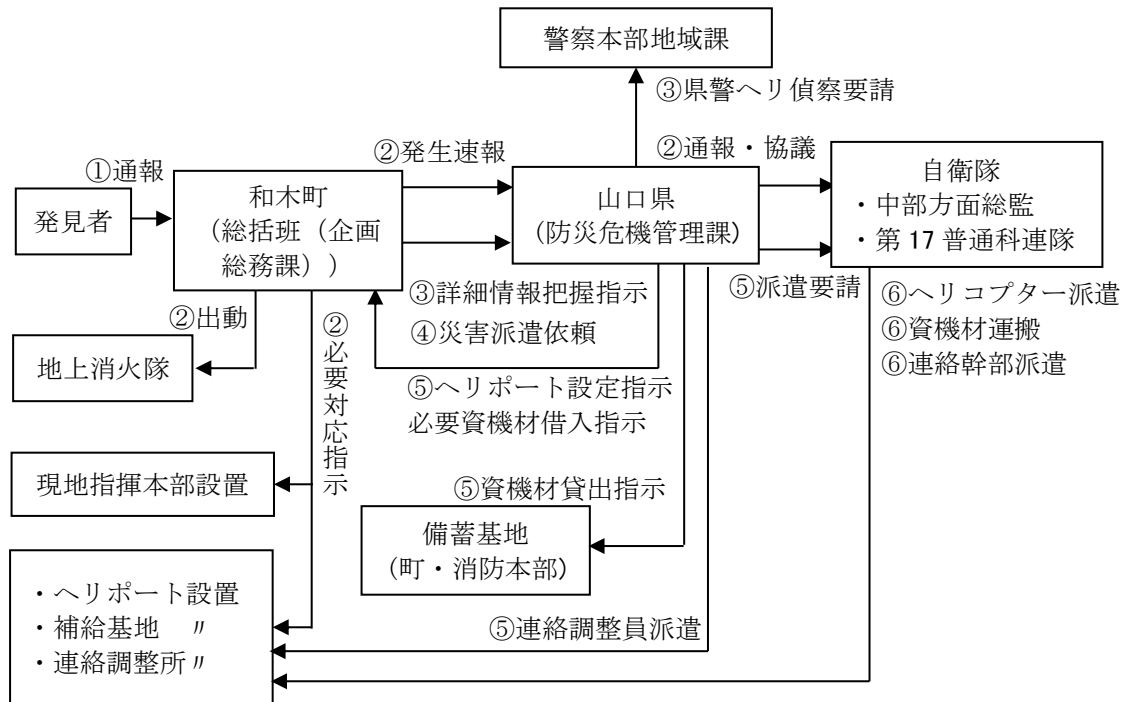 警察本部地域課
③県警ヘリ偵察要請
①通報
②発生速報
②通報・協議
発見者
和木町
（総括班（企画
総務課））
山口県
（防災危機管理課）
自衛隊
・中部方面総監
・第17普通科連隊
②出動
地上消火隊
②必要対応指示
③詳細情報把握指示
④災害派遣依頼
⑤派遣要請
⑥ヘリコプター派遣
⑥資機材運搬
⑥連絡幹部派遣
⑤ヘリポート設定指示
必要資機材借入指示
現地指揮本部設置
⑤資機材貸出指示
備蓄基地
（町・消防本部）
・ヘリポート設置
・補給基地　〃
・連絡調整所〃
⑤連絡調整員派遣